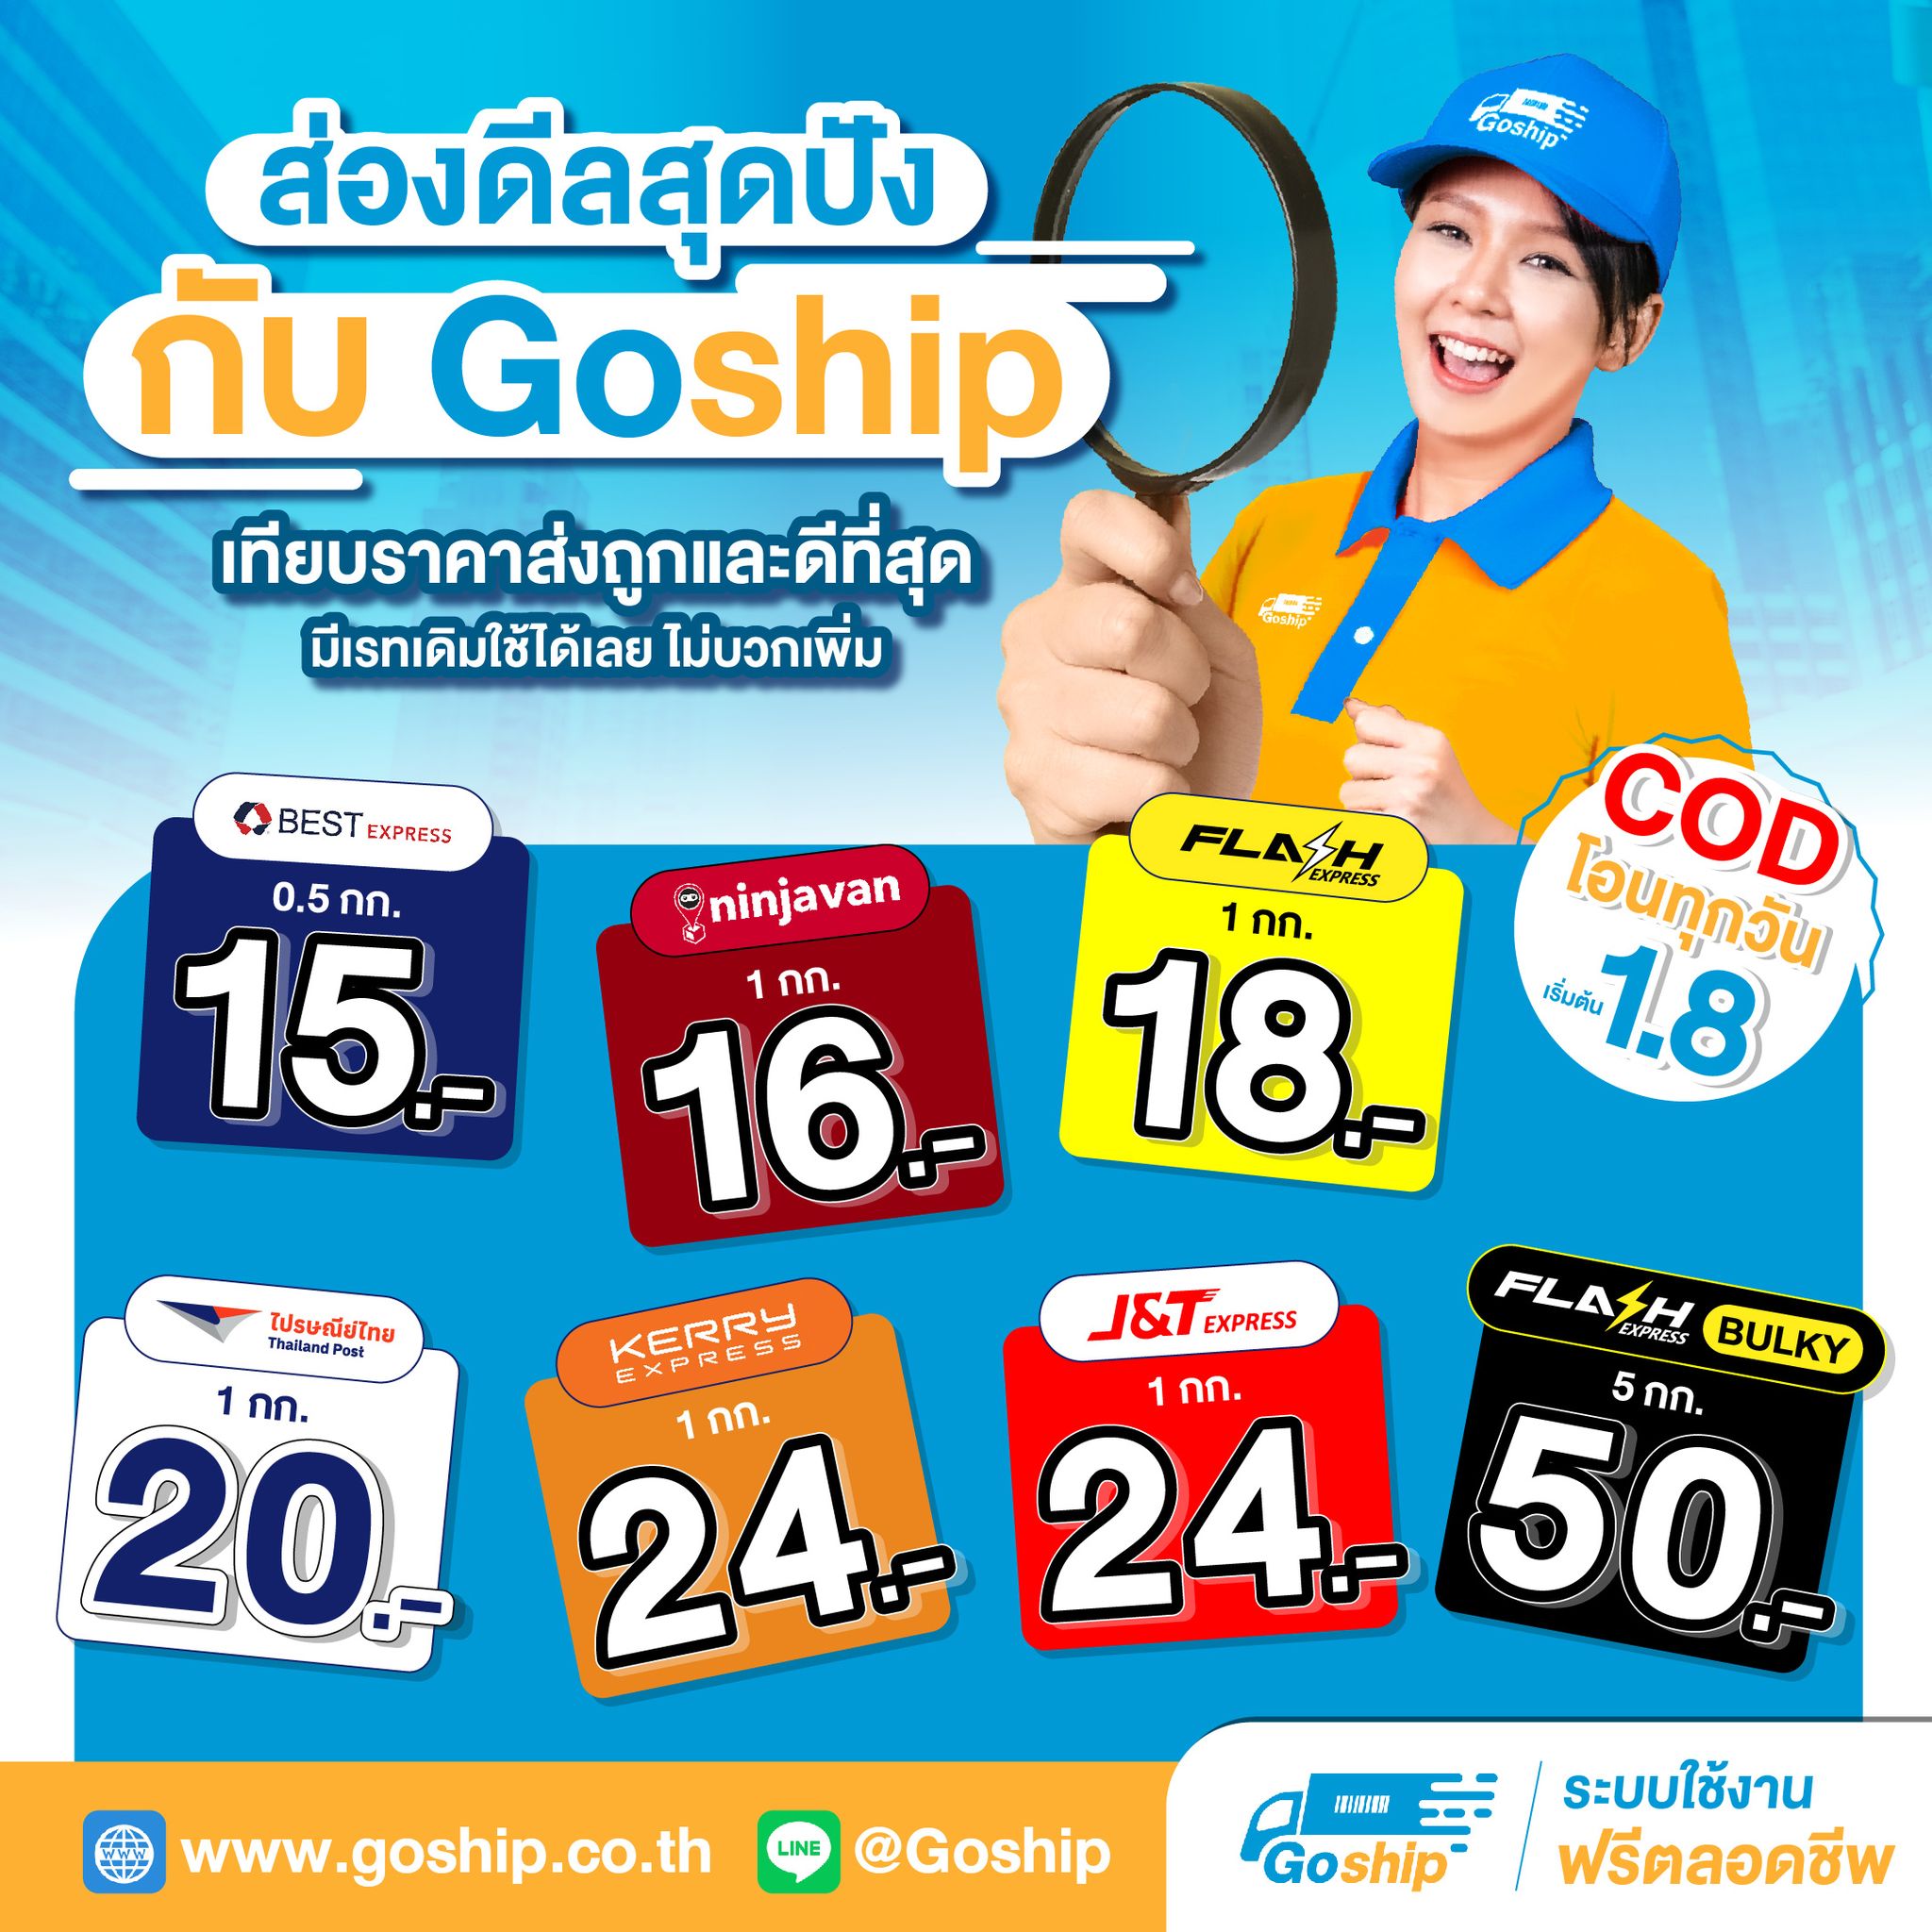 Goship
ส่องดีลสุดปัง
กับ Goship
เทียบราคาส่งถูกและดีที่สุด
มีเรทเดิมใช้ได้เลย ไม่บวกเพิ่ม
Goship
COD
โอนทุกวัน
เริ่มต้น 1.8
BEST EXPRESS
0.5 กก.
15.-
ninjavan
1 กก.
16.-
FLASH EXPRESS
1 กก.
18.-
ไปรษณีย์ไทย
Thailand Post
1 กก.
20.-
KERRY
EXPRESS
1 กก.
24.-
J&T EXPRESS
1 กก.
24.-
FLASH EXPRESS BULKY
5 กก.
50.-
WWW
www.goship.co.th
LINE
@Goship
Goship
ระบบใช้งาน
ฟรีตลอดชีพ